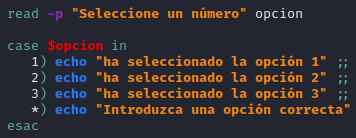 read -p "Seleccione un número" opcion
case $opcion in
1) echo "ha seleccionado la opción 1" ;;
2) echo "ha seleccionado la opción 2" ;;
3) echo "ha seleccionado la opción 3" ;;
*) echo "Introduzca una opción correcta"
esac